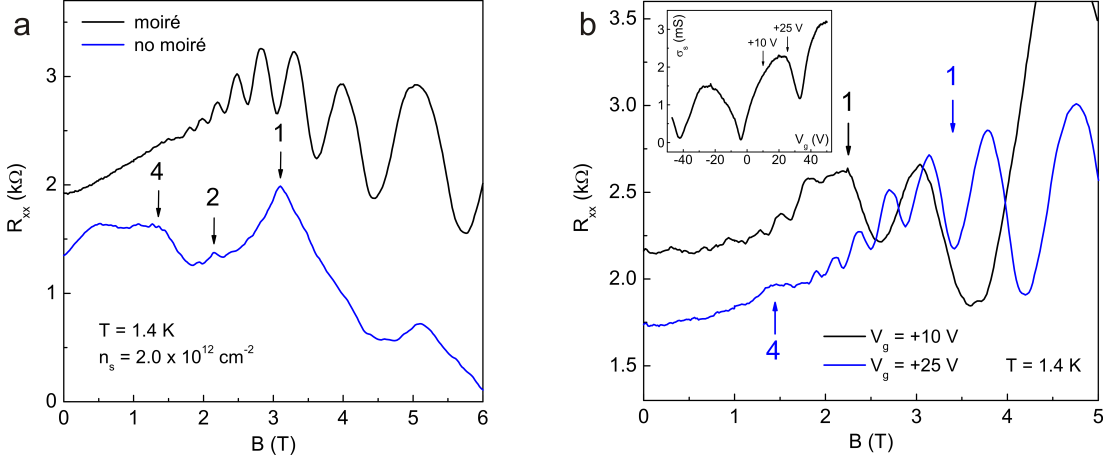 a
moiré
no moiré
3
2
1
0
R_xx (kΩ)
4
2
1
T = 1.4 K
n_s = 2.0 x 10^12 cm^-2
0 1 2 3 4 5 6
B (T)
b
3.5
3.0
2.5
2.0
1.5
R_xx (kΩ)
3
2
1
0
σ_s (mS)
+10 V
+25 V
V_g (V)
-40 -20 0 20 40
1
1
4
V_g = +10 V
V_g = +25 V
T = 1.4 K
0 1 2 3 4 5
B (T)